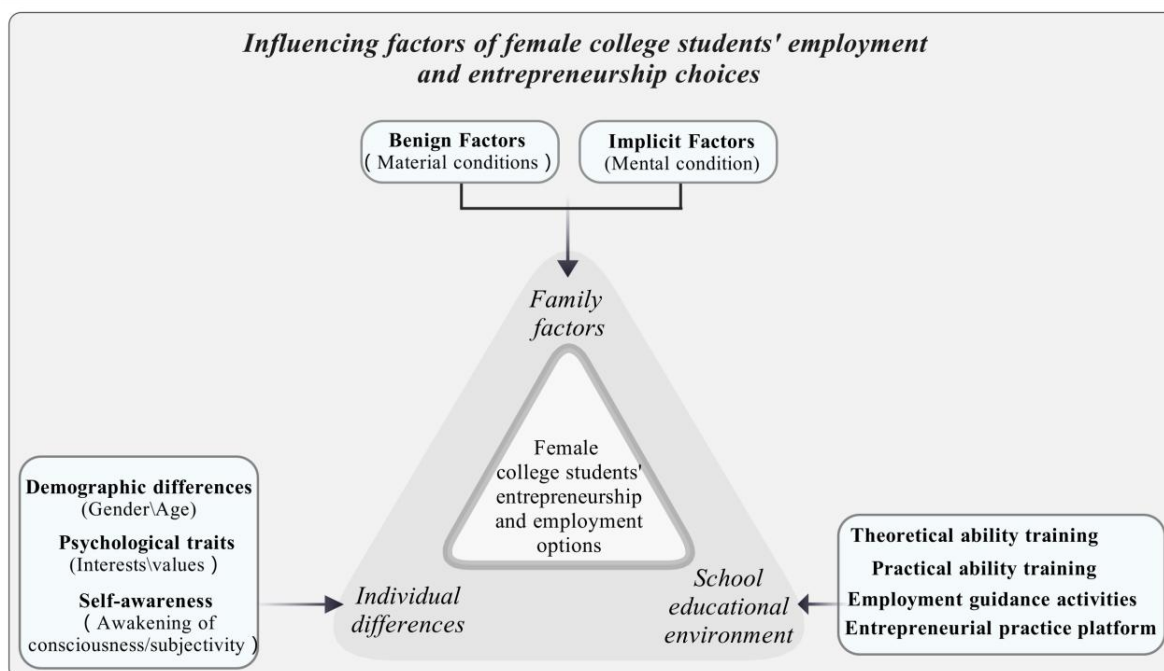 Influencing factors of female college students' employment
and entrepreneurship choices
Benign Factors
( Material conditions )
Implicit Factors
(Mental condition)
Family
factors
Female
college students'
entrepreneurship
and employment
options
Demographic differences
(Gender\Age)
Psychological traits
(Interests\values )
Self-awareness
( Awakening of
consciousness/subjectivity)
Individual
differences
School
educational
environment
Theoretical ability training
Practical ability training
Employment guidance activities
Entrepreneurial practice platform